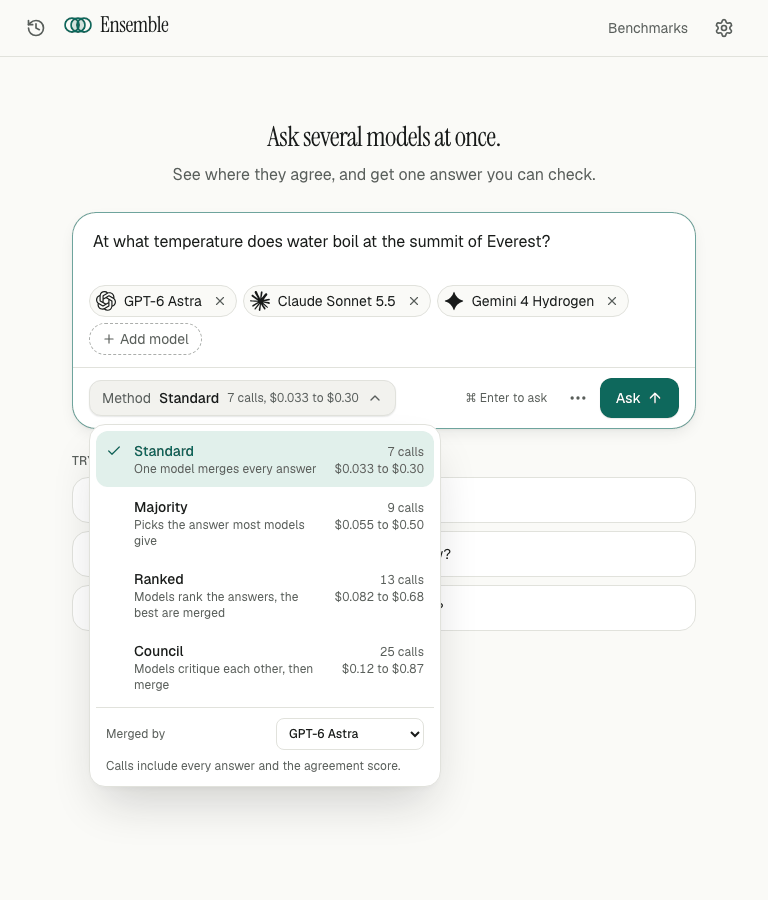 Ensemble
Benchmarks
Ask several models at once.
See where they agree, and get one answer you can check.
At what temperature does water boil at the summit of Everest?
GPT-6 Astra
Claude Sonnet 5.5
Gemini 4 Hydrogen
+ Add model
Method Standard 7 calls, $0.033 to $0.30
⌘ Enter to ask
Ask
Standard 7 calls
One model merges every answer $0.033 to $0.30
Majority 9 calls
Picks the answer most models $0.055 to $0.50
give
Ranked 13 calls
Models rank the answers, the $0.082 to $0.68
best are merged
Council 25 calls
Models critique each other, then $0.12 to $0.87
merge
Merged by GPT-6 Astra
Calls include every answer and the agreement score.